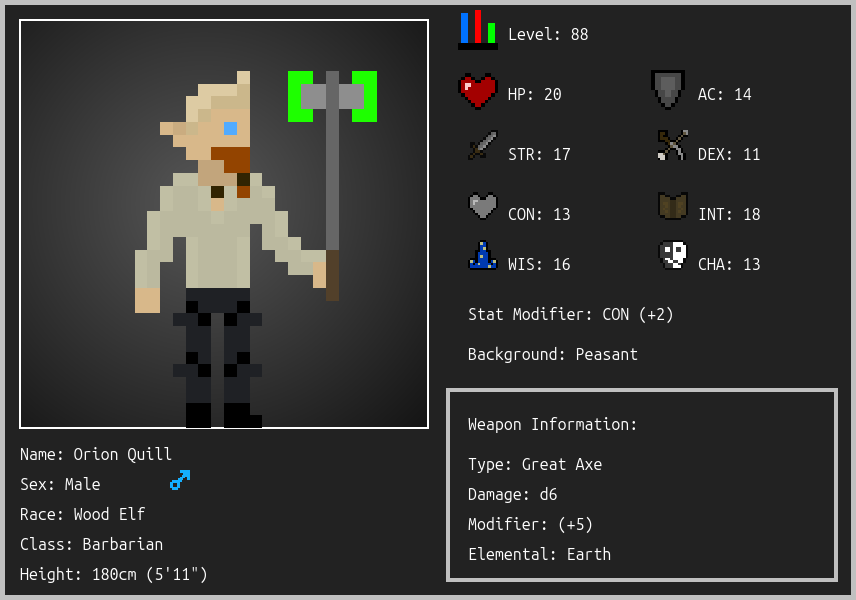 Level: 88
HP: 20
AC: 14
STR: 17
DEX: 11
CON: 13
INT: 18
WIS: 16
CHA: 13
Stat Modifier: CON (+2)
Background: Peasant
Weapon Information:
Type: Great Axe
Damage: d6
Modifier: (+5)
Elemental: Earth
Name: Orion Quill
Sex: Male
Race: Wood Elf
Class: Barbarian
Height: 180cm (5'11")